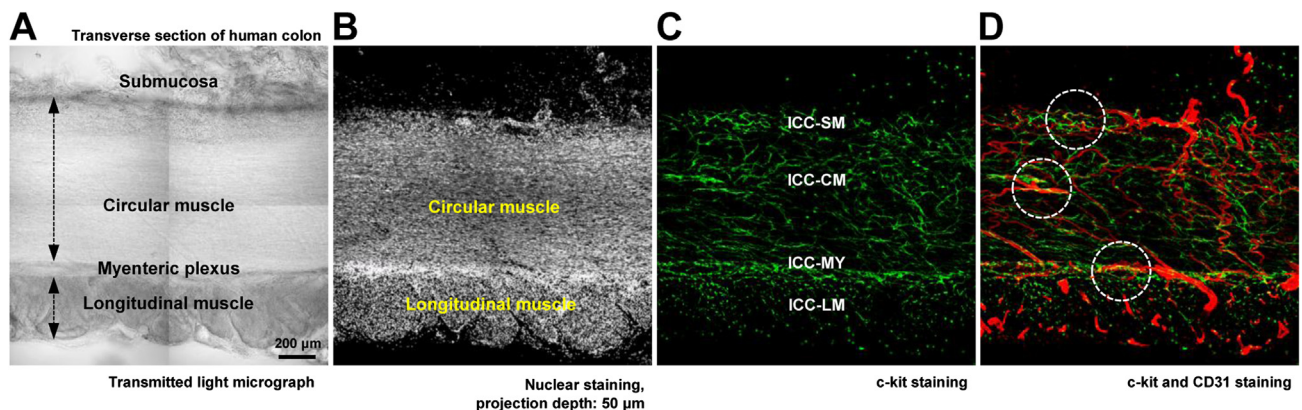 A
Transverse section of human colon
Submucosa
Circular muscle
Myenteric plexus
Longitudinal muscle
200 μm
Transmitted light micrograph
B
Circular muscle
Longitudinal muscle
Nuclear staining,
projection depth: 50 μm
C
ICC-SM
ICC-CM
ICC-MY
ICC-LM
c-kit staining
D
c-kit and CD31 staining